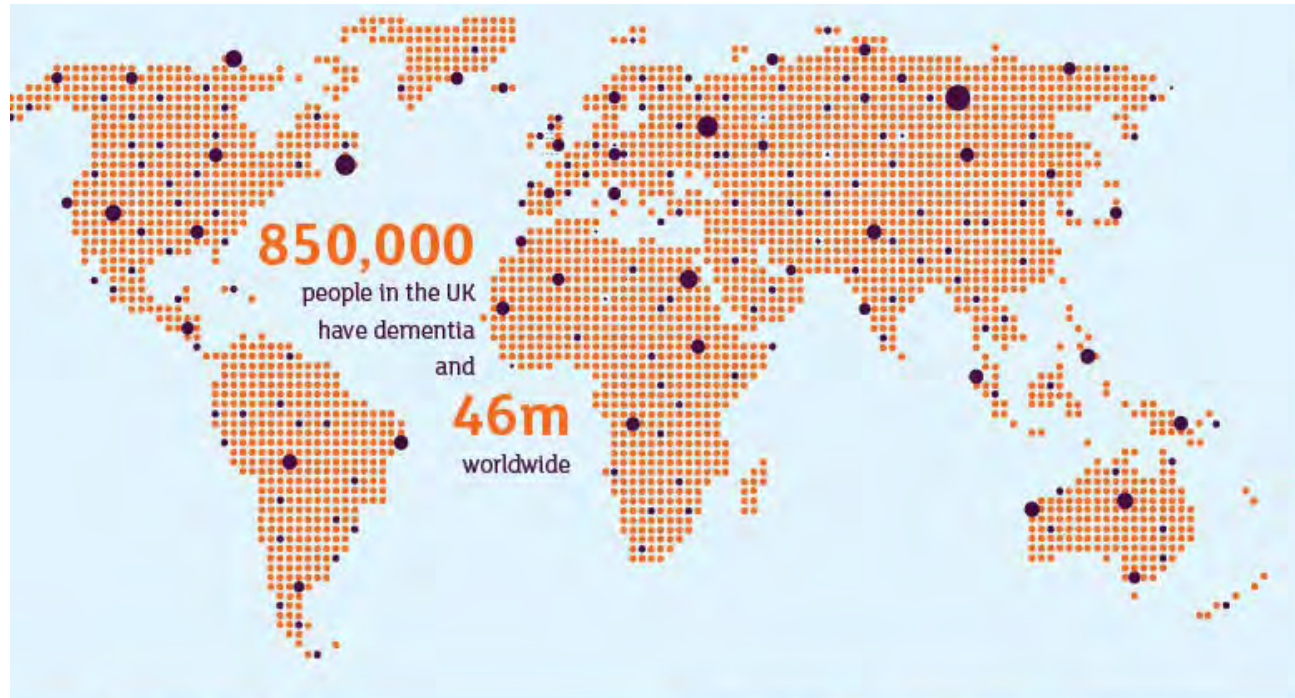 850,000
people in the UK
have dementia
and
46m
worldwide